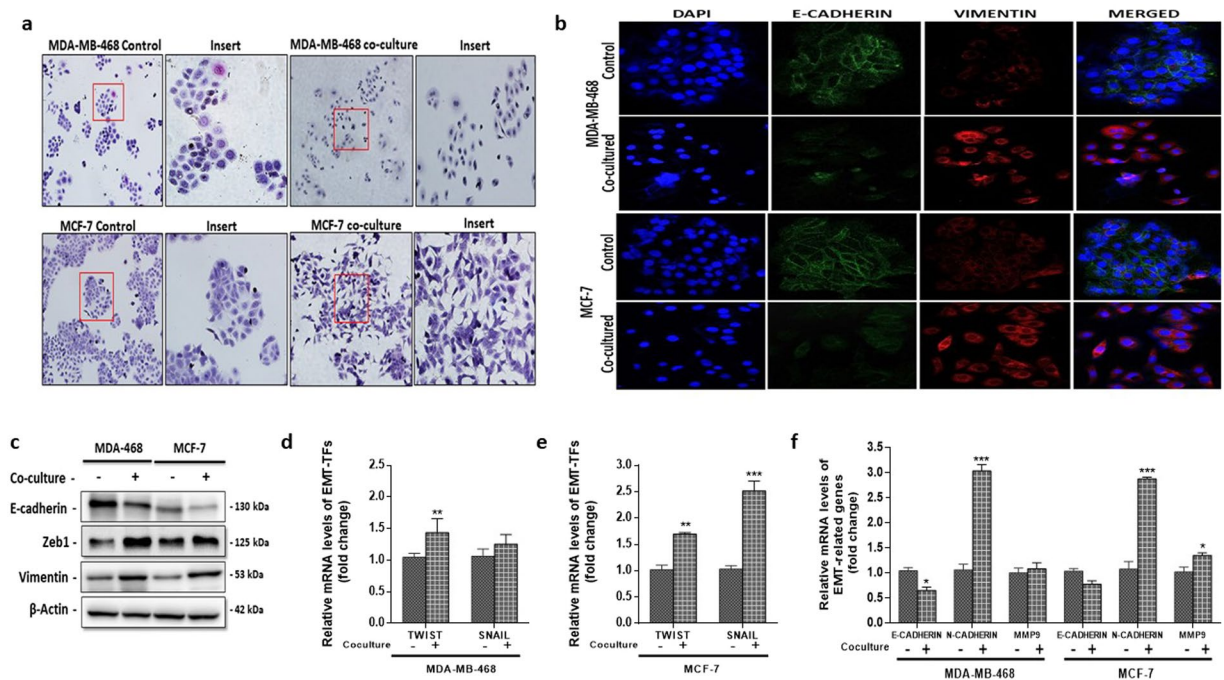 a
MDA-MB-468 Control Insert MDA-MB-468 co-culture Insert
MCF-7 Control Insert MCF-7 co-culture Insert
b
DAPI E-CADHERIN VIMENTIN MERGED
MDA-MB-468
Control
Co-cultured
MCF-7
Control
Co-cultured
c
MDA-468 MCF-7
Co-culture - - + - +
E-cadherin - 130 kDa
Zeb1 - 125 kDa
Vimentin - 53 kDa
β-Actin - 42 kDa
d
Relative mRNA levels of EMT-TFs
(fold change)
2.5
2.0
1.5
1.0
0.5
0.0
**
TWIST SNAIL
Coculture - + - +
MDA-MB-468
e
Relative mRNA levels of EMT-TFs
(fold change)
3.0
2.5
2.0
1.5
1.0
0.5
0.0
** ***
TWIST SNAIL
Coculture - + - +
MCF-7
f
Relative mRNA levels of
EMT-related genes
(fold change)
3.5
3.0
2.5
2.0
1.5
1.0
0.5
0.0
* *** *** *
E-CADHERIN N-CADHERIN MMP9 E-CADHERIN N-CADHERIN MMP9
Coculture - + - + - + - + - + - +
MDA-MB-468 MCF-7